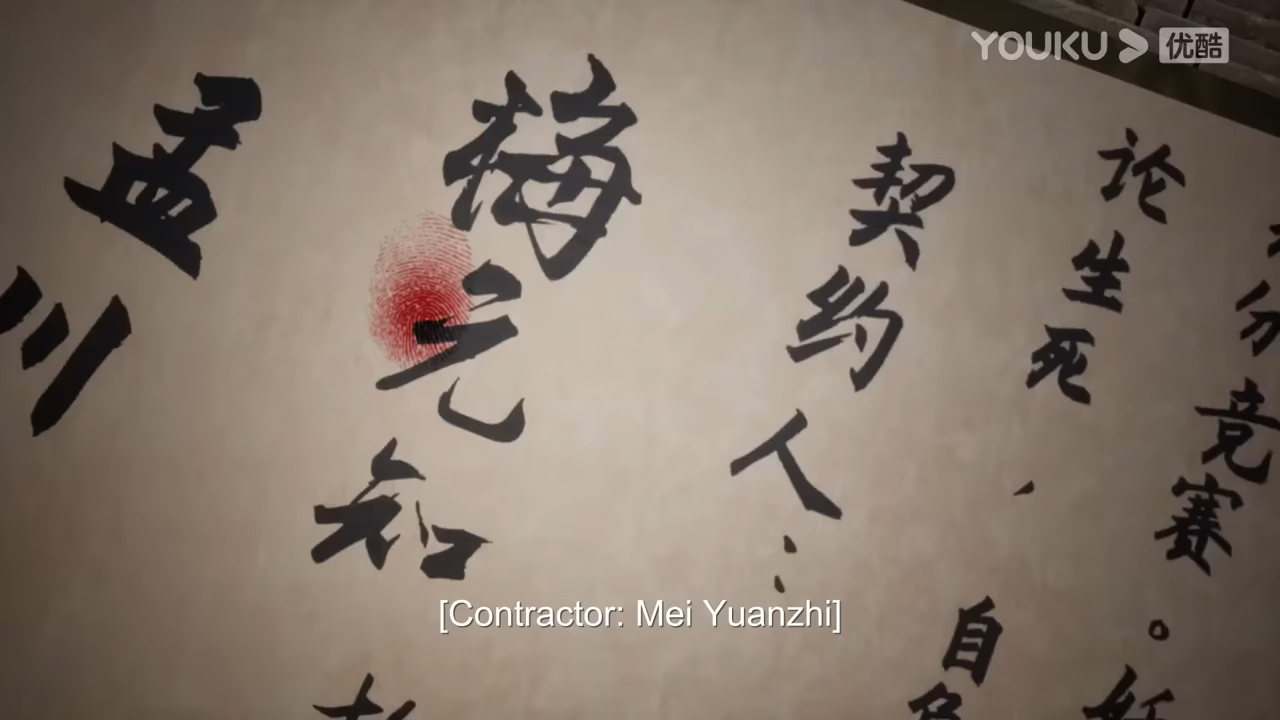 YOUKU 优酷
分竞赛。
论生死，自
契约人：
梅元知
孟川
[Contractor: Mei Yuanzhi]